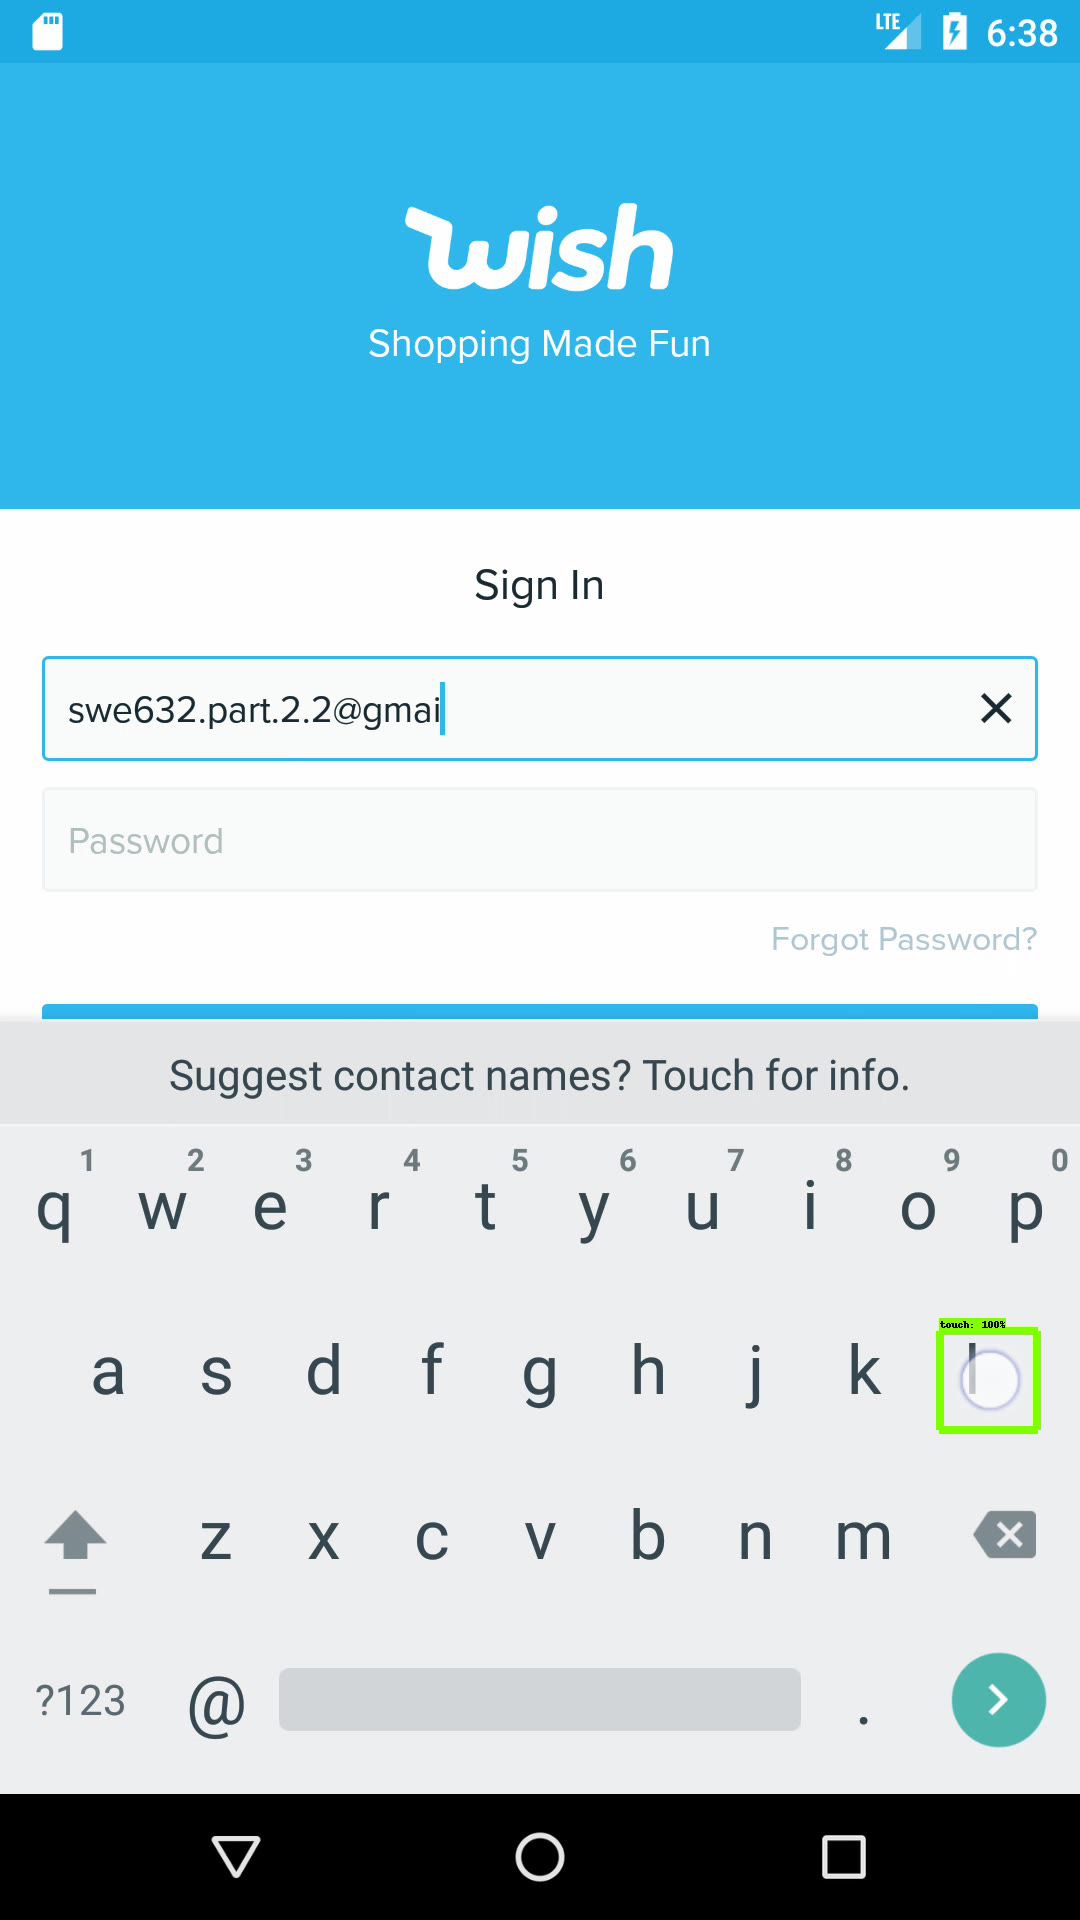 LTE 6:38
wish
Shopping Made Fun
Sign In
swe632.part.2.2@gmai
Password
Forgot Password?
Suggest contact names? Touch for info.
1 2 3 4 5 6 7 8 9 0
q w e r t y u i o p
touch: 100%
a s d f g h j k l
z x c v b n m
?123 @ .